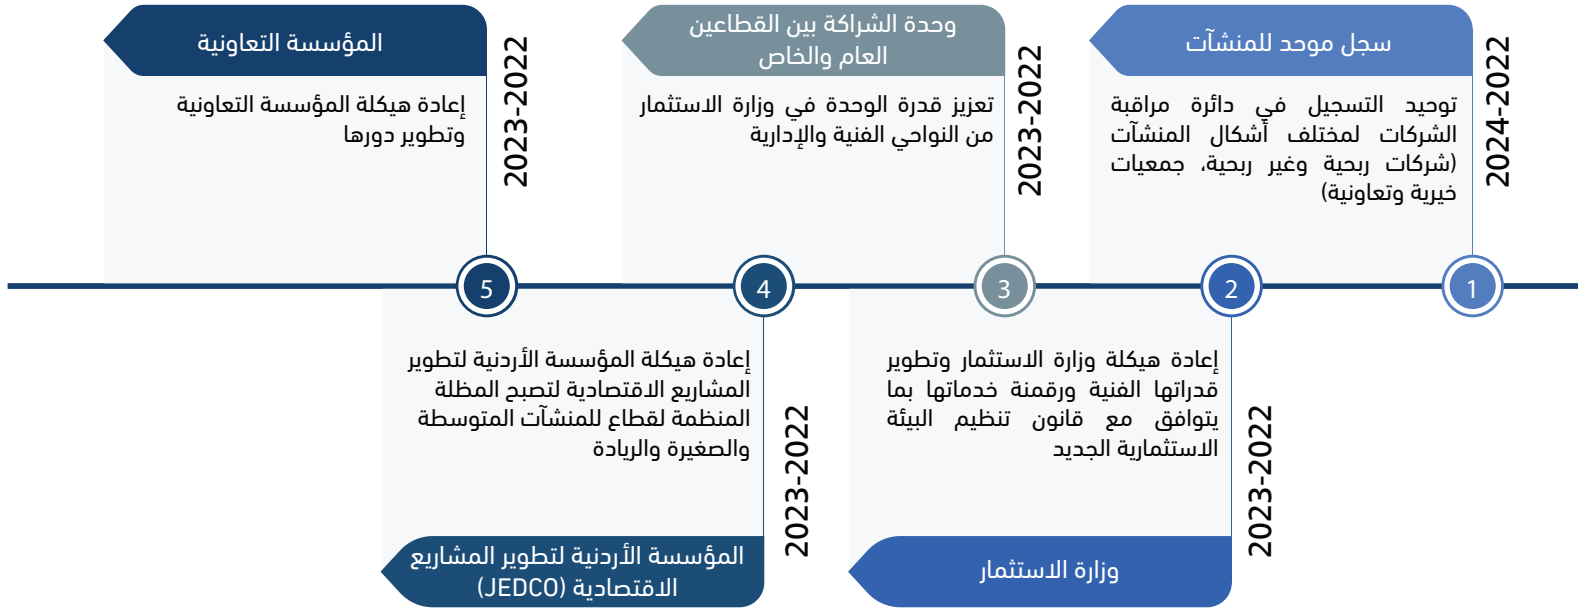 سجل موحد للمنشآت
2024-2022
توحيد التسجيل في دائرة مراقبة
الشركات لمختلف أشكال المنشآت
(شركات ربحية وغير ربحية، جمعيات
خيرية وتعاونية)
1
2
إعادة هيكلة وزارة الاستثمار وتطوير
قدراتها الفنية ورقمنة خدماتها بما
يتوافق مع قانون تنظيم البيئة
الاستثمارية الجديد
2023-2022
وزارة الاستثمار
وحدة الشراكة بين القطاعين
العام والخاص
2023-2022
تعزيز قدرة الوحدة في وزارة الاستثمار
من النواحي الفنية والإدارية
3
4
إعادة هيكلة المؤسسة الأردنية لتطوير
المشاريع الاقتصادية لتصبح المظلة
المنظمة لقطاع للمنشآت المتوسطة
والصغيرة والريادة
2023-2022
المؤسسة الأردنية لتطوير المشاريع
الاقتصادية (JEDCO)
المؤسسة التعاونية
2023-2022
إعادة هيكلة المؤسسة التعاونية
وتطوير دورها
5